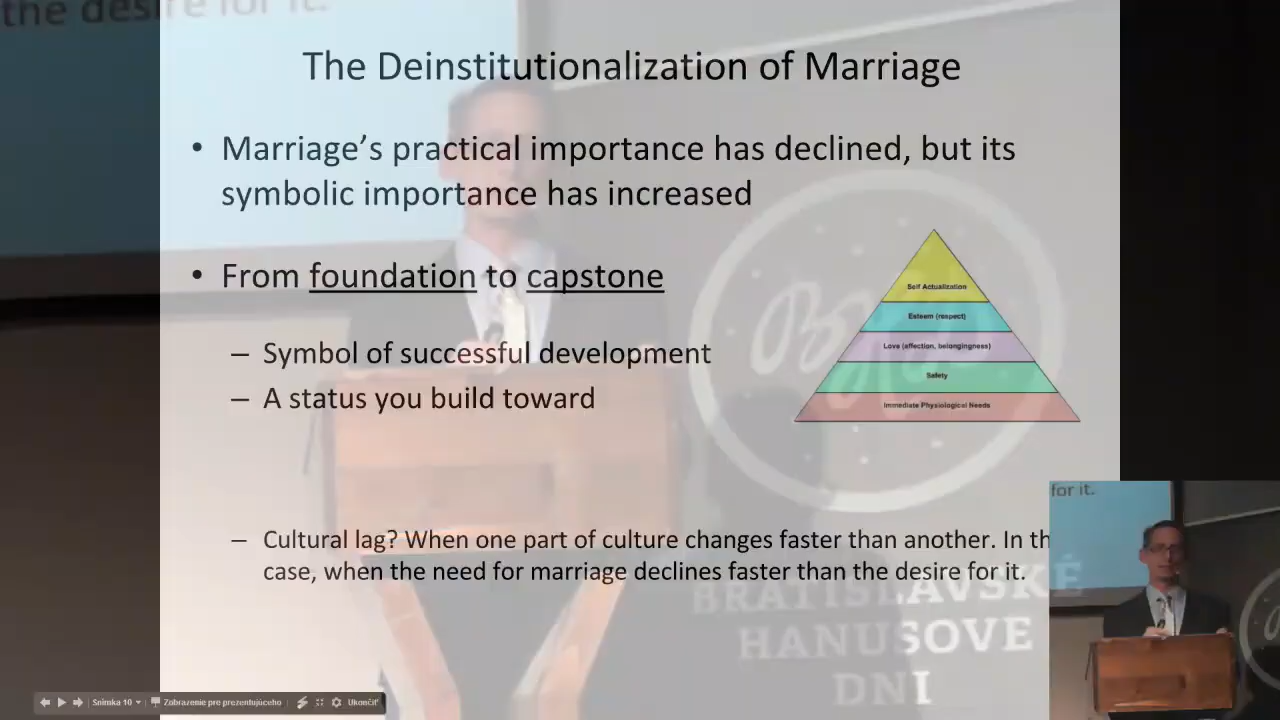 the desire for it.
The Deinstitutionalization of Marriage
• Marriage's practical importance has declined, but its
symbolic importance has increased
• From foundation to capstone
– Symbol of successful development
– A status you build toward
Self Actualization
Esteem (respect)
Love (affection, belongingness)
Safety
Immediate Physiological Needs
– Cultural lag? When one part of culture changes faster than another. In th
case, when the need for marriage declines faster than the desire for it.
for it.
BRATISLAVSKÉ
HANUSOVE
DNI
Snímka 10
Zobrazenie pre prezentujúceho
Ukončiť